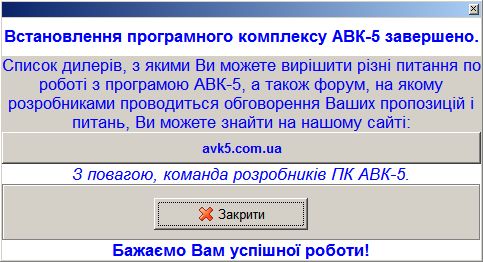 Встановлення програмного комплексу АВК-5 завершено.
Список дилерів, з якими Ви можете вирішити різні питання по
роботі з програмою АВК-5, а також форум, на якому
розробниками проводиться обговорення Ваших пропозицій і
питань, Ви можете знайти на нашому сайті:
avk5.com.ua
З повагою, команда розробників ПК АВК-5.
Закрити
Бажаємо Вам успішної роботи!